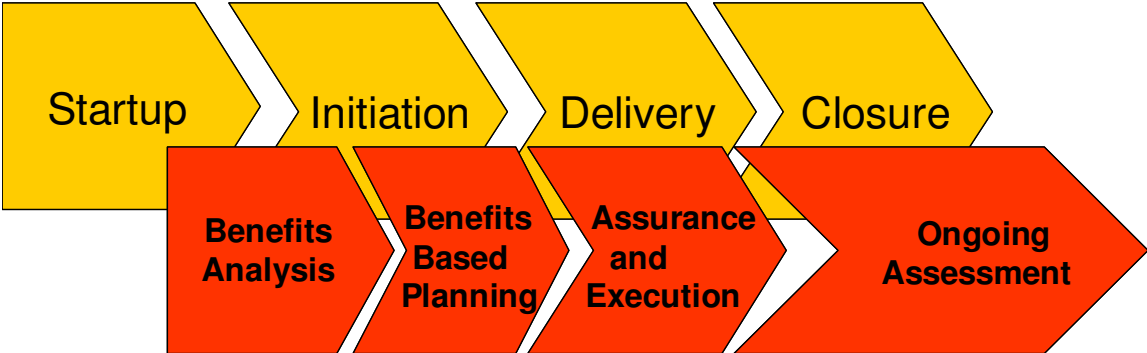 Startup
Initiation
Delivery
Closure
Benefits
Analysis
Benefits
Based
Planning
Assurance
and
Execution
Ongoing
Assessment